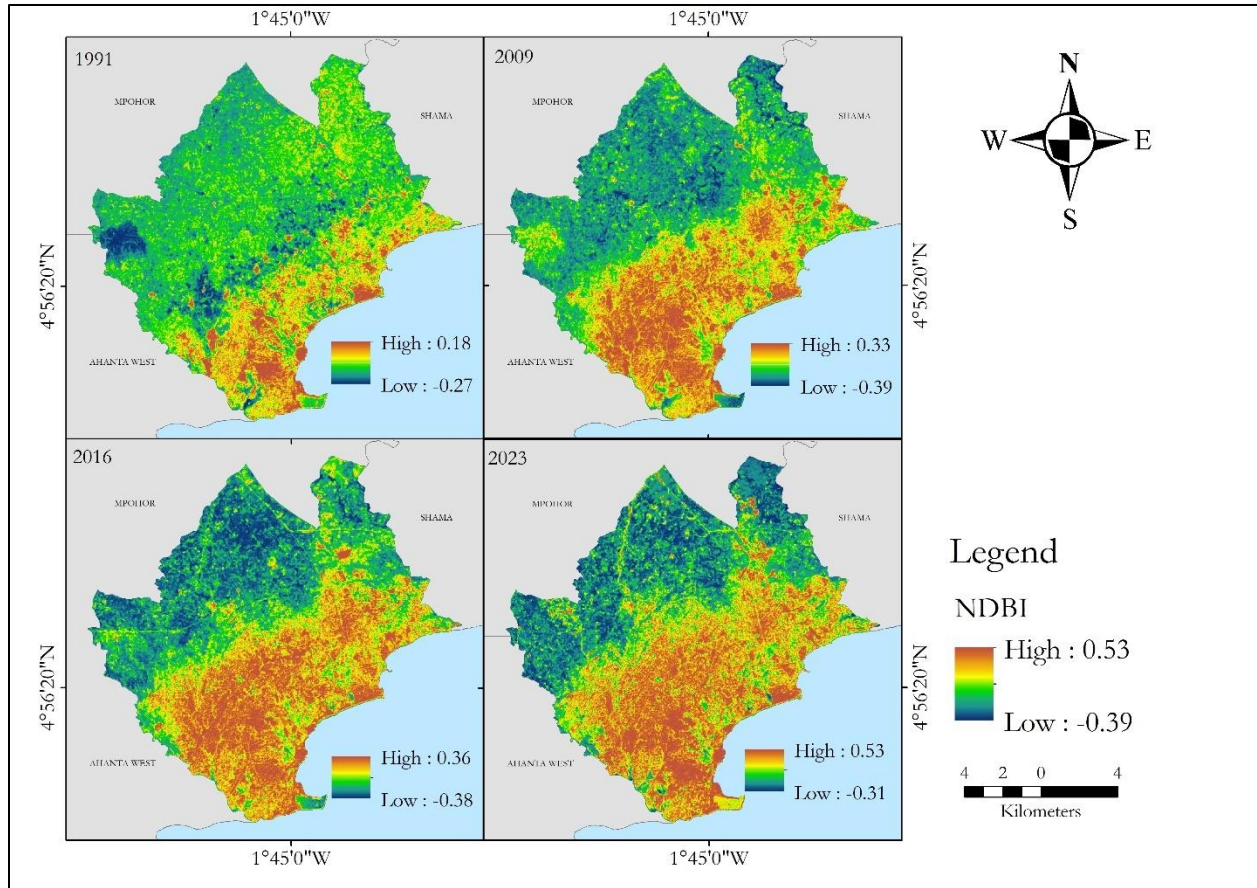 1°45'0"W
1°45'0"W
1991
MPOHOR
SHAMA
AHANTA WEST
High : 0.18
Low : -0.27
4°56'20"N
2009
MPOHOR
SHAMA
AHANTA WEST
High : 0.33
Low : -0.39
4°56'20"N
N
W
E
S
2016
MPOHOR
SHAMA
AHANTA WEST
High : 0.36
Low : -0.38
4°56'20"N
2023
MPOHOR
SHAMA
AHANTA WEST
High : 0.53
Low : -0.31
4°56'20"N
1°45'0"W
1°45'0"W
Legend
NDBI
High : 0.53
Low : -0.39
4 2 0 4
Kilometers